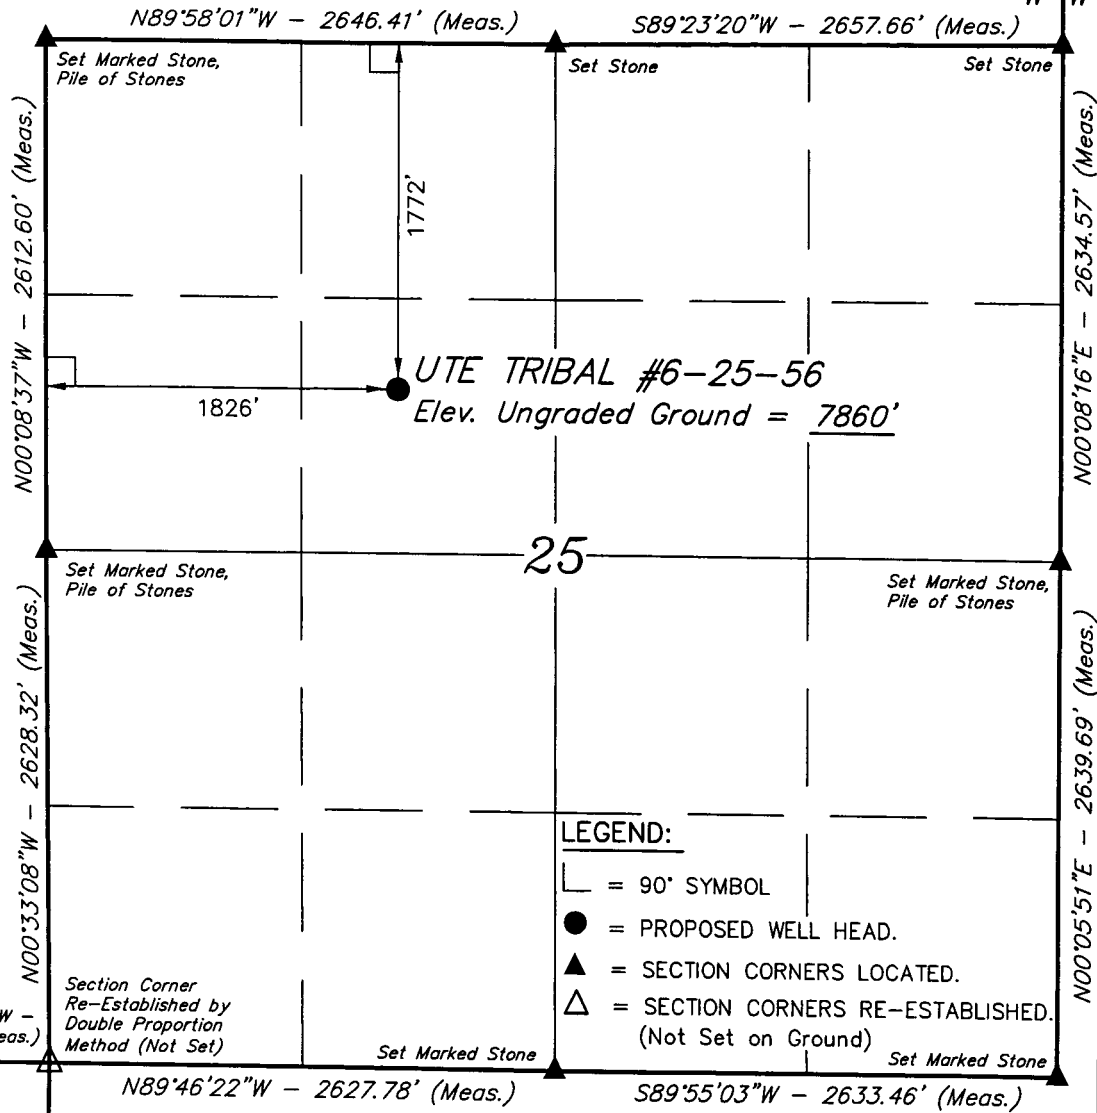 N89°58'01"W - 2646.41' (Meas.)
S89°23'20"W - 2657.66' (Meas.)
Set Marked Stone,
Pile of Stones
Set Stone
Set Stone
N00°08'37"W - 2612.60' (Meas.)
1772'
N00°08'16"E - 2634.57' (Meas.)
UTE TRIBAL #6-25-56
Elev. Ungraded Ground = 7860'
1826'
25
Set Marked Stone,
Pile of Stones
Set Marked Stone,
Pile of Stones
N00°33'08"W - 2628.32' (Meas.)
N00°05'51"E - 2639.69' (Meas.)
LEGEND:
= 90° SYMBOL
= PROPOSED WELL HEAD.
= SECTION CORNERS LOCATED.
= SECTION CORNERS RE-ESTABLISHED.
(Not Set on Ground)
Section Corner
Re-Established by
Double Proportion
Method (Not Set)
W -
eas.)
Set Marked Stone
Set Marked Stone
N89°46'22"W - 2627.78' (Meas.)
S89°55'03"W - 2633.46' (Meas.)